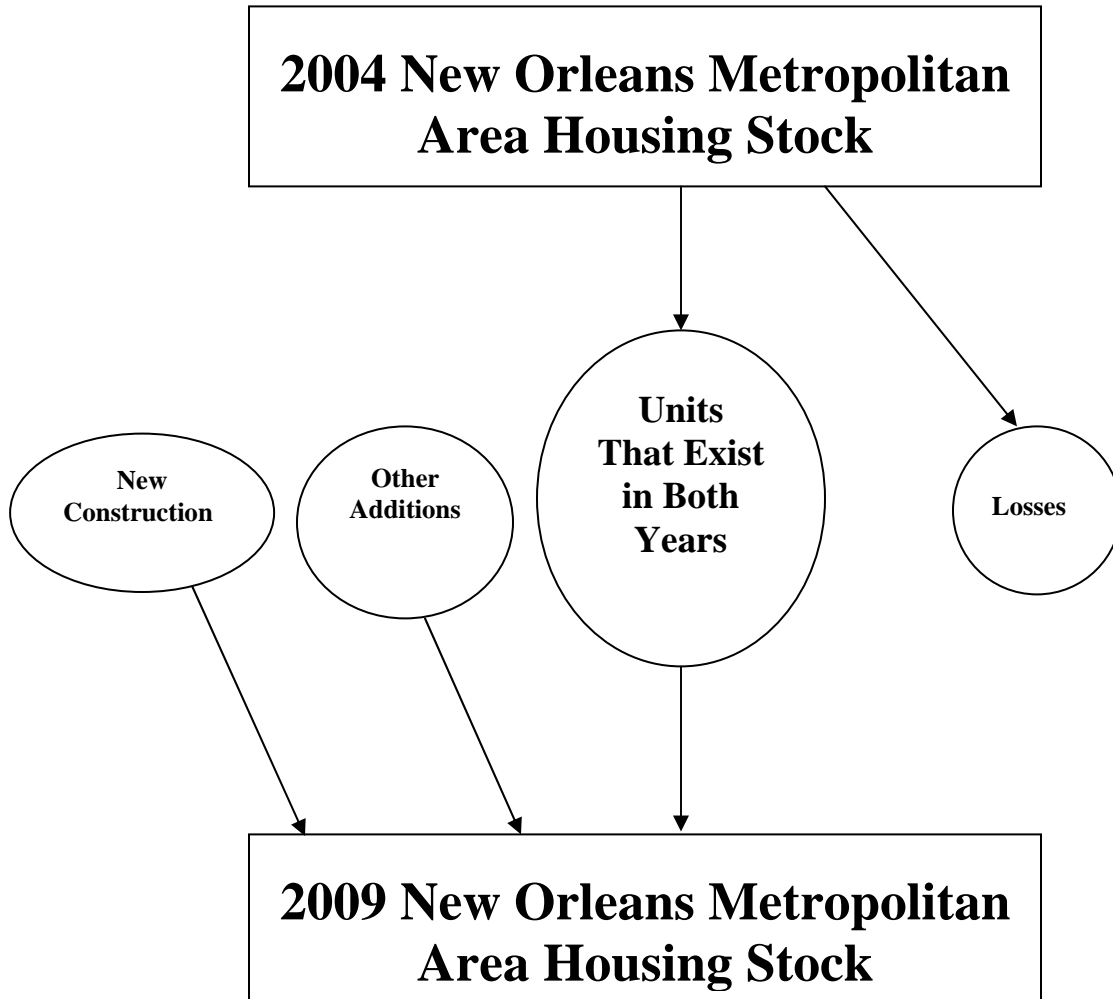 2004 New Orleans Metropolitan
Area Housing Stock
New
Construction
Other
Additions
Units
That Exist
in Both
Years
Losses
2009 New Orleans Metropolitan
Area Housing Stock